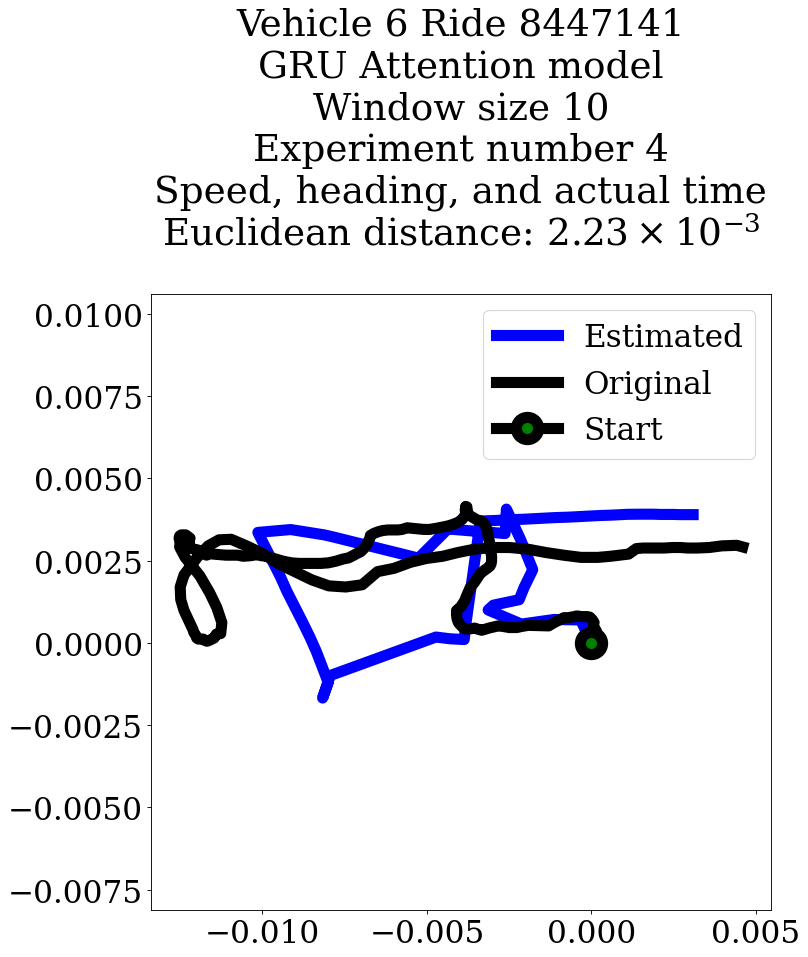 Vehicle 6 Ride 8447141
GRU Attention model
Window size 10
Experiment number 4
Speed, heading, and actual time
Euclidean distance: 2.23 × 10⁻³
Estimated
Original
Start
0.0100
0.0075
0.0050
0.0025
0.0000
−0.0025
−0.0050
−0.0075
−0.010
−0.005
0.000
0.005